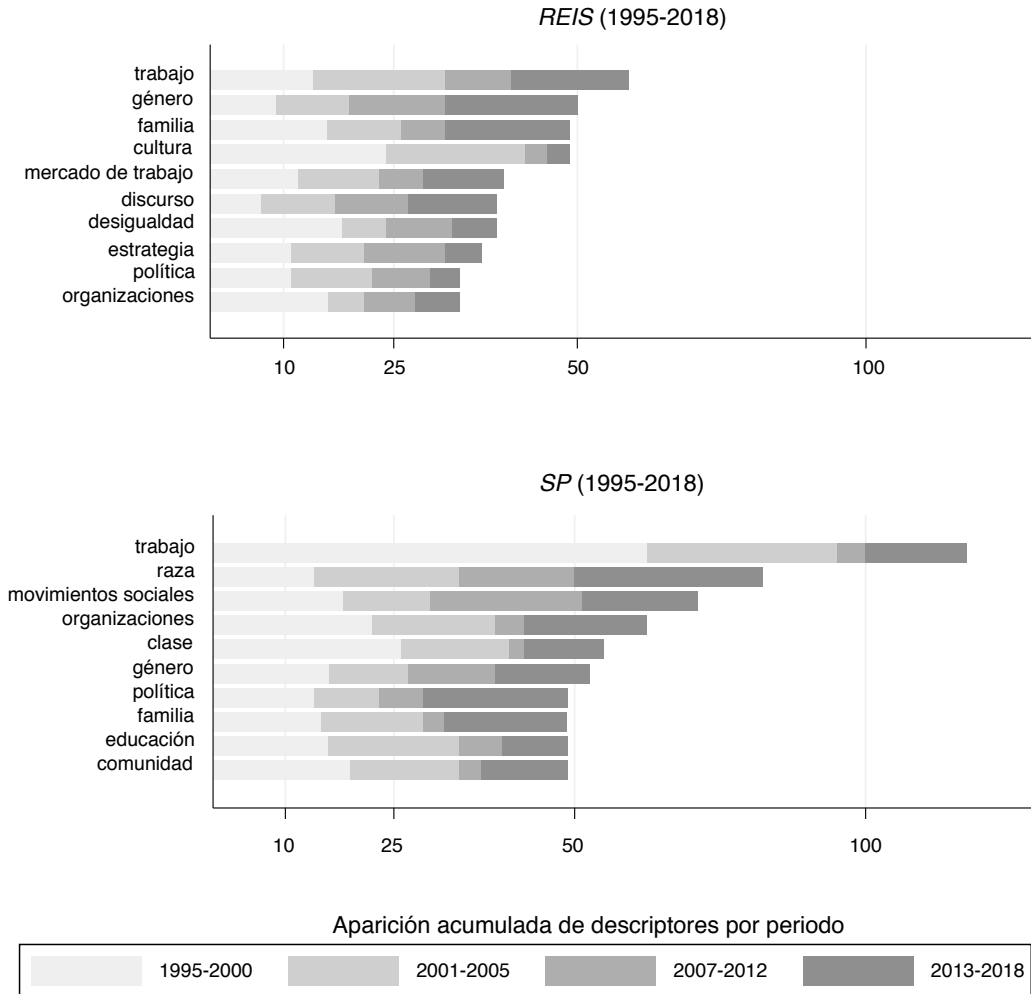 REIS (1995-2018)
trabajo
género
familia
cultura
mercado de trabajo
discurso
desigualdad
estrategia
política
organizaciones
10 25 50 100
SP (1995-2018)
trabajo
raza
movimientos sociales
organizaciones
clase
género
política
familia
educación
comunidad
10 25 50 100
Aparición acumulada de descriptores por periodo
1995-2000 2001-2005 2007-2012 2013-2018